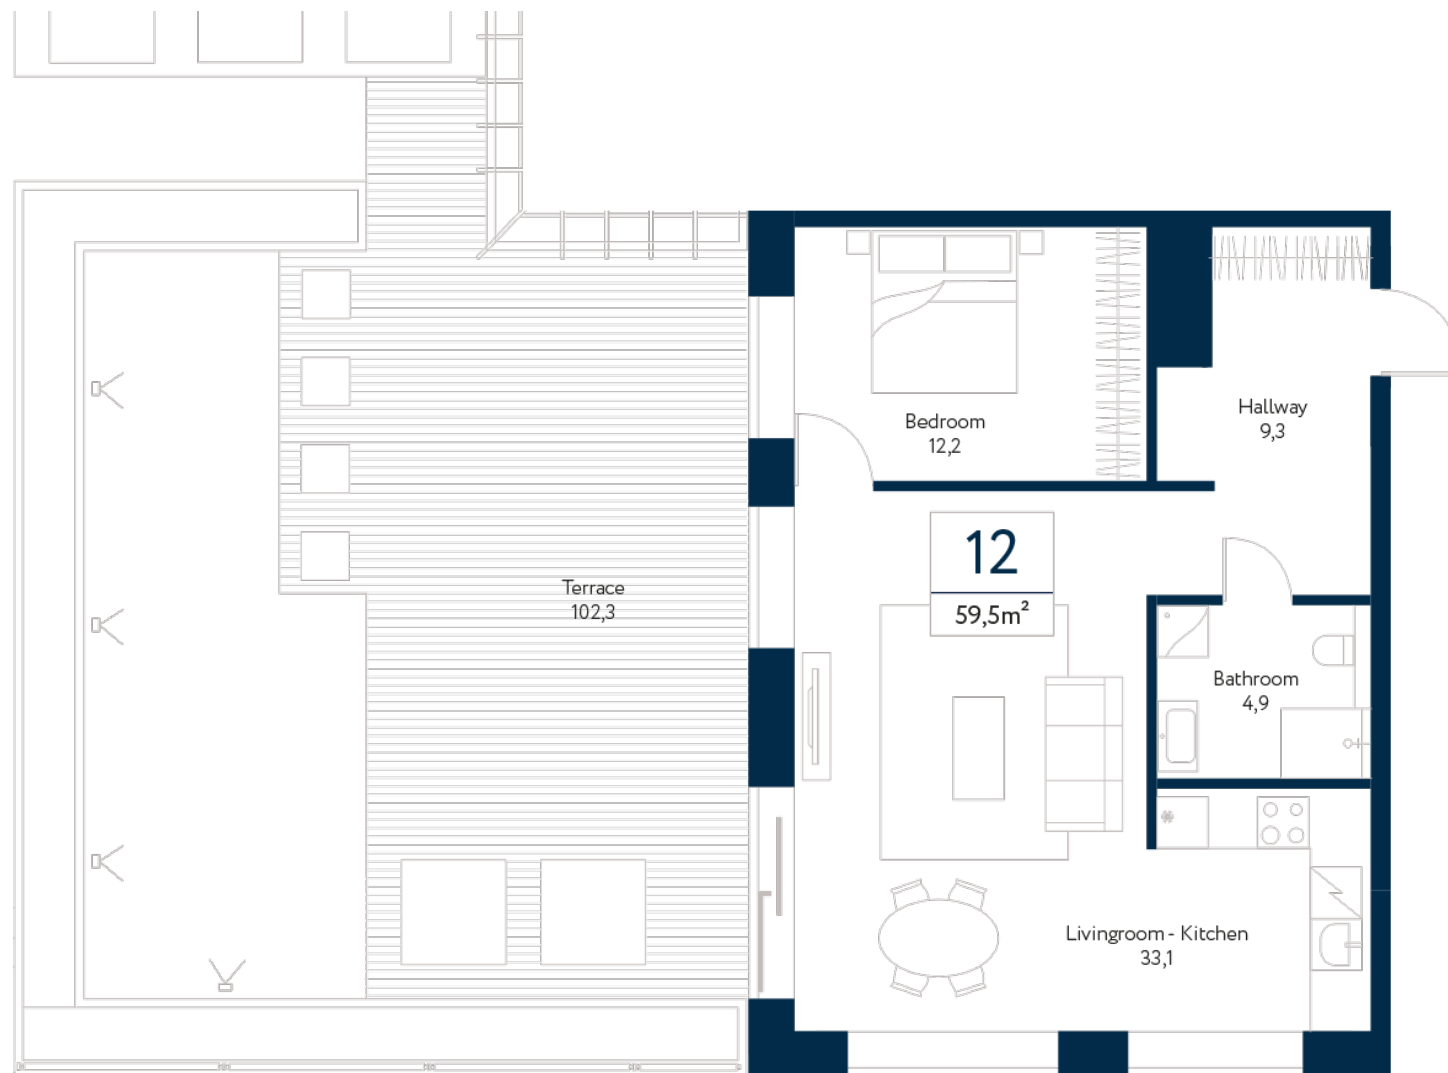 Bedroom
12,2
Hallway
9,3
12
59,5m²
Terrace
102,3
Bathroom
4,9
Livingroom - Kitchen
33,1